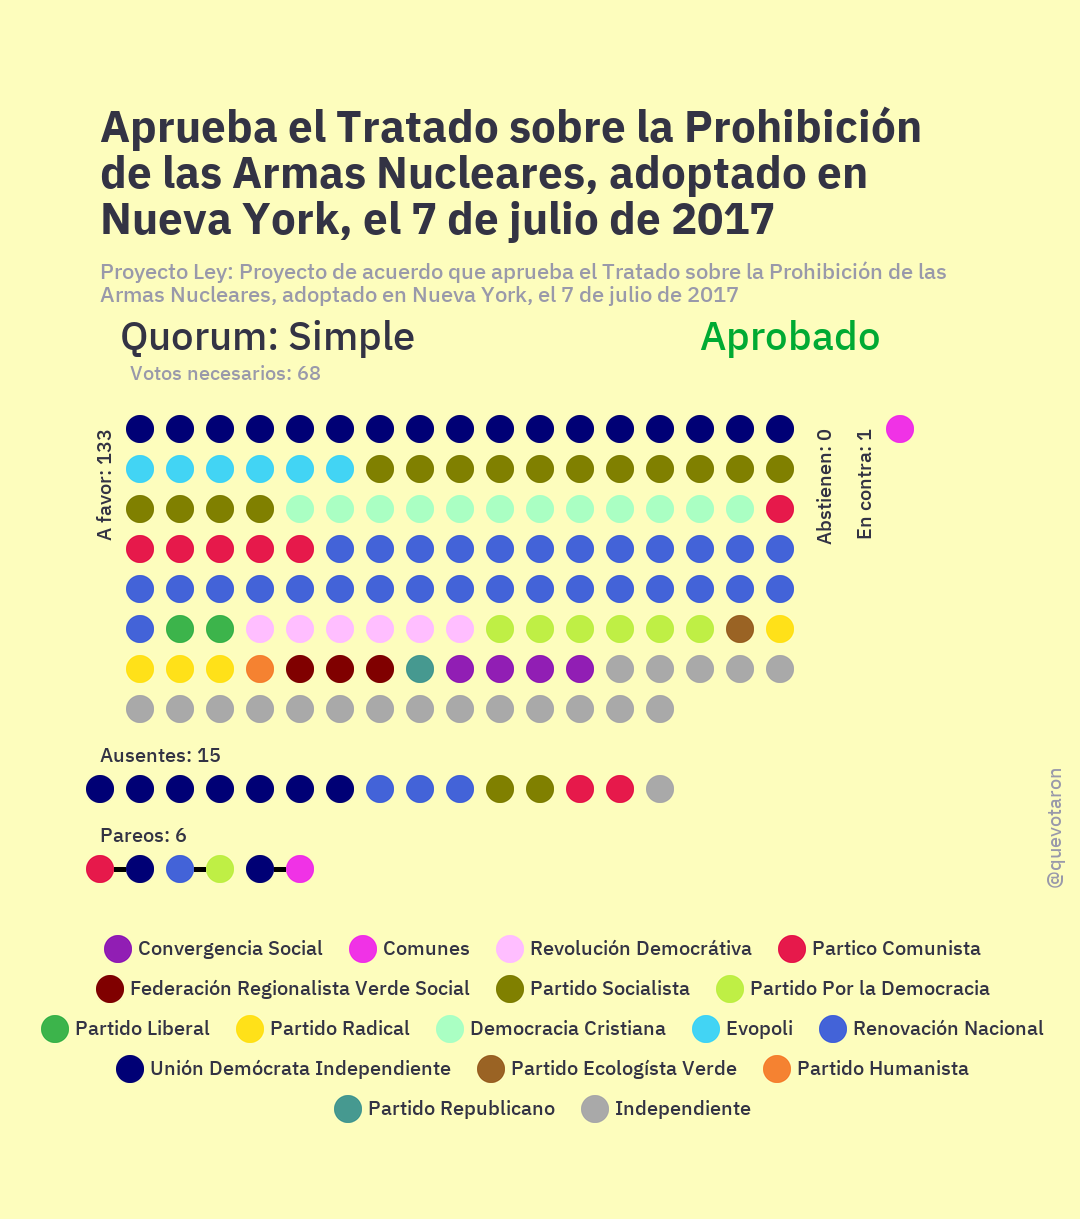 Aprueba el Tratado sobre la Prohibición
de las Armas Nucleares, adoptado en
Nueva York, el 7 de julio de 2017
Proyecto Ley: Proyecto de acuerdo que aprueba el Tratado sobre la Prohibición de las
Armas Nucleares, adoptado en Nueva York, el 7 de julio de 2017
Quorum: Simple
Aprobado
Votos necesarios: 68
A favor: 133
Abstienen: 0
En contra: 1
Ausentes: 15
Pareos: 6
@quevotaron
Convergencia Social Comunes Revolución Democrátiva Partico Comunista
Federación Regionalista Verde Social Partido Socialista Partido Por la Democracia
Partido Liberal Partido Radical Democracia Cristiana Evopoli Renovación Nacional
Unión Demócrata Independiente Partido Ecologísta Verde Partido Humanista
Partido Republicano Independiente